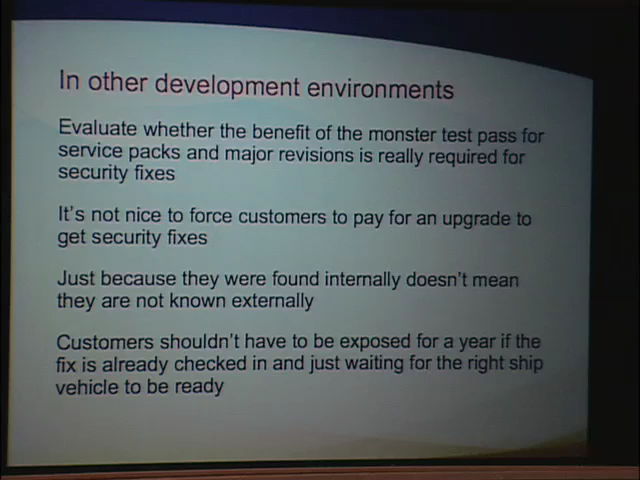 In other development environments
Evaluate whether the benefit of the monster test pass for
service packs and major revisions is really required for
security fixes
It's not nice to force customers to pay for an upgrade to
get security fixes
Just because they were found internally doesn't mean
they are not known externally
Customers shouldn't have to be exposed for a year if the
fix is already checked in and just waiting for the right ship
vehicle to be ready